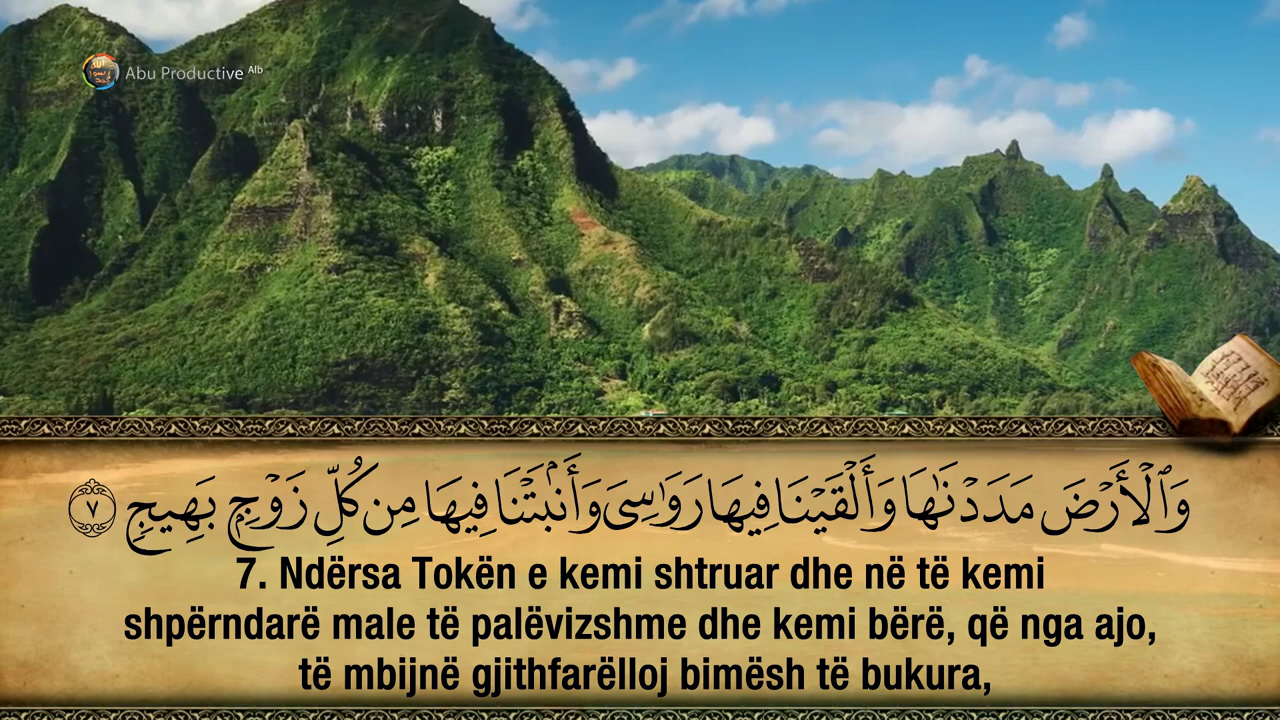 Abu Productive Alb
وَٱلْأَرْضَ مَدَدْنَٰهَا وَأَلْقَيْنَا فِيهَا رَوَٰسِىَ وَأَنۢبَتْنَا فِيهَا مِن كُلِّ زَوْجٍۭ بَهِيجٍ ٧
7. Ndërsa Tokën e kemi shtruar dhe në të kemi
shpërndarë male të palëvizshme dhe kemi bërë, që nga ajo,
të mbijnë gjithfarëlloj bimësh të bukura,